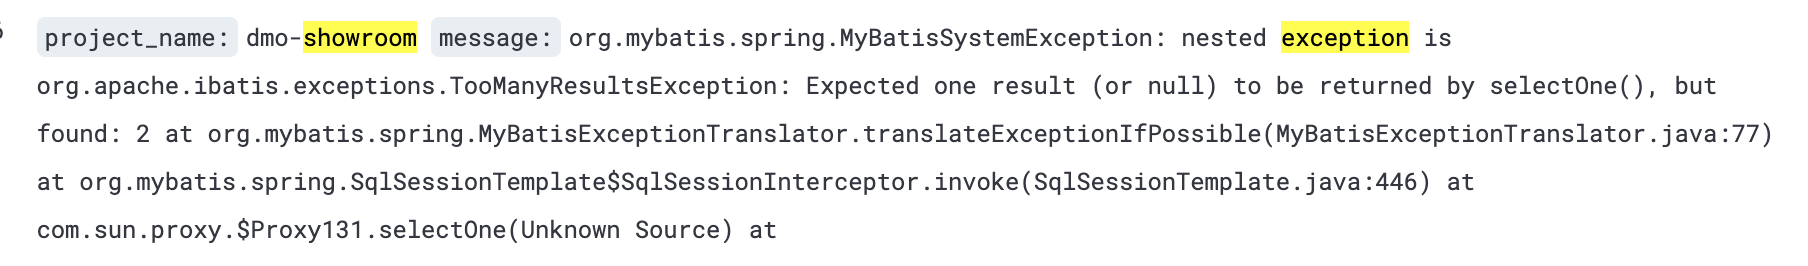 project_name: dmo-showroom message: org.mybatis.spring.MyBatisSystemException: nested exception is
org.apache.ibatis.exceptions.TooManyResultsException: Expected one result (or null) to be returned by selectOne(), but
found: 2 at org.mybatis.spring.MyBatisExceptionTranslator.translateExceptionIfPossible(MyBatisExceptionTranslator.java:77)
at org.mybatis.spring.SqlSessionTemplate$SqlSessionInterceptor.invoke(SqlSessionTemplate.java:446) at
com.sun.proxy.$Proxy131.selectOne(Unknown Source) at